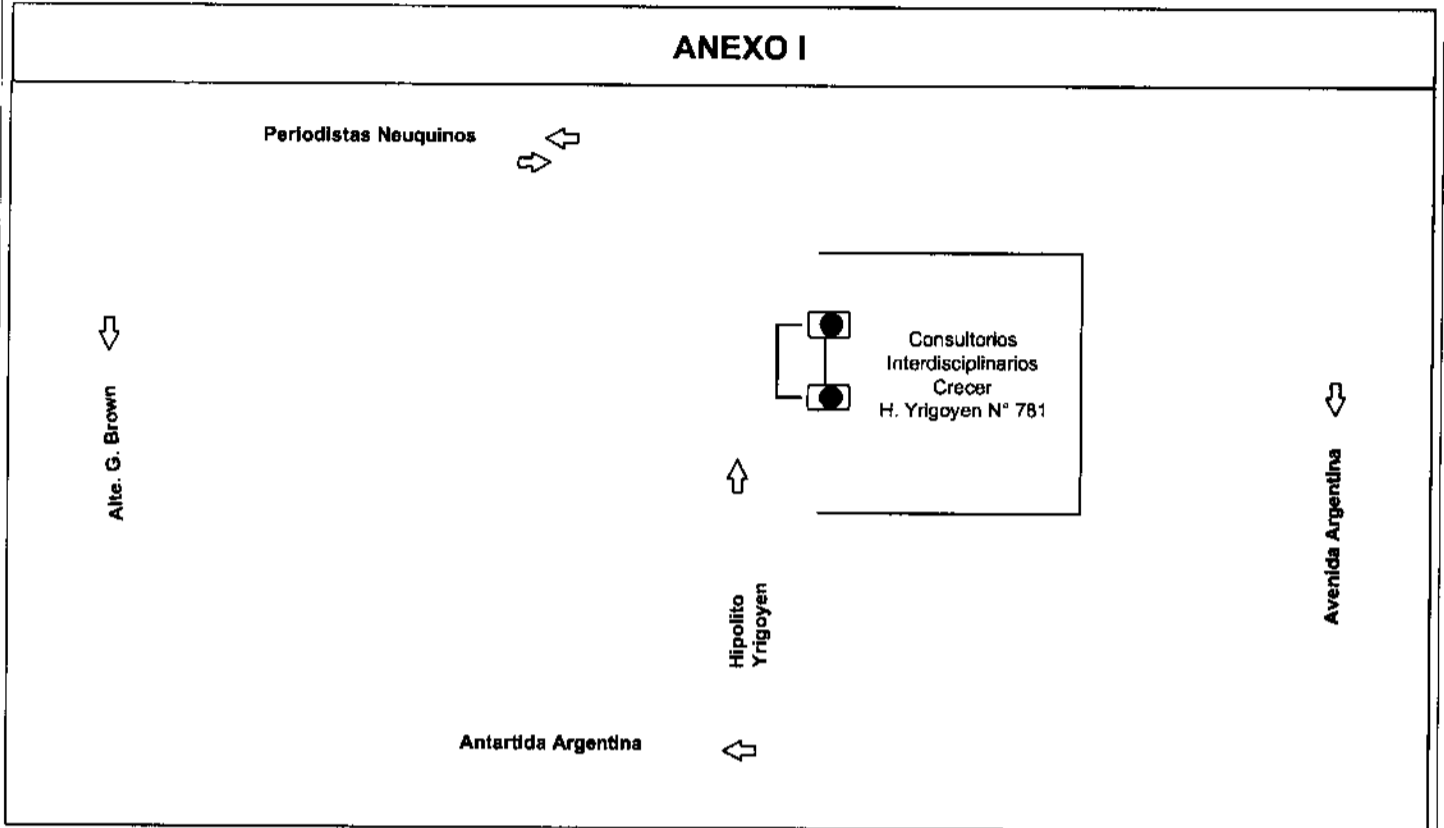 ANEXO I
Periodistas Neuquinos
Consultorios
Interdisciplinarios
Crecer
H. Yrigoyen N° 781
Alte. G. Brown
Avenida Argentina
Hipolito
Yrigoyen
Antartida Argentina